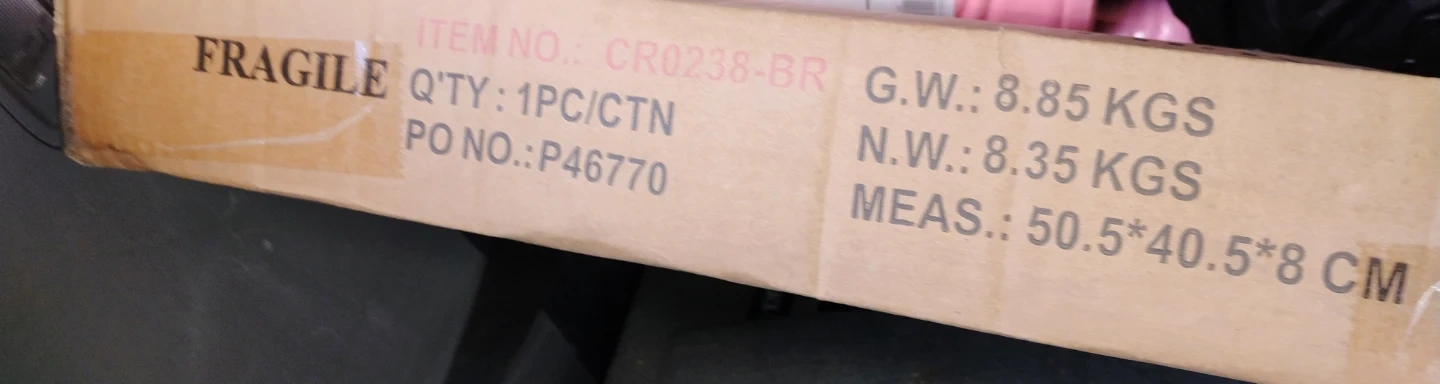 FRAGILE
ITEM NO.: CR0238-BR
Q'TY: 1PC/CTN
PO NO.: P46770
G.W.: 8.85 KGS
N.W.: 8.35 KGS
MEAS.: 50.5*40.5*8 CM